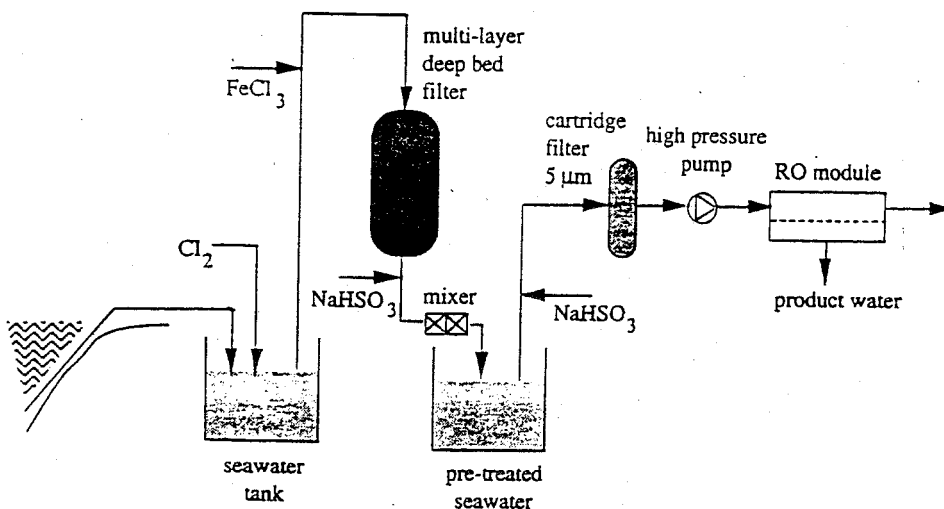 multi-layer
deep bed
filter
FeCl3
cartridge
filter
5 µm
high pressure
pump
RO module
Cl2
NaHSO3
mixer
NaHSO3
product water
seawater
tank
pre-treated
seawater